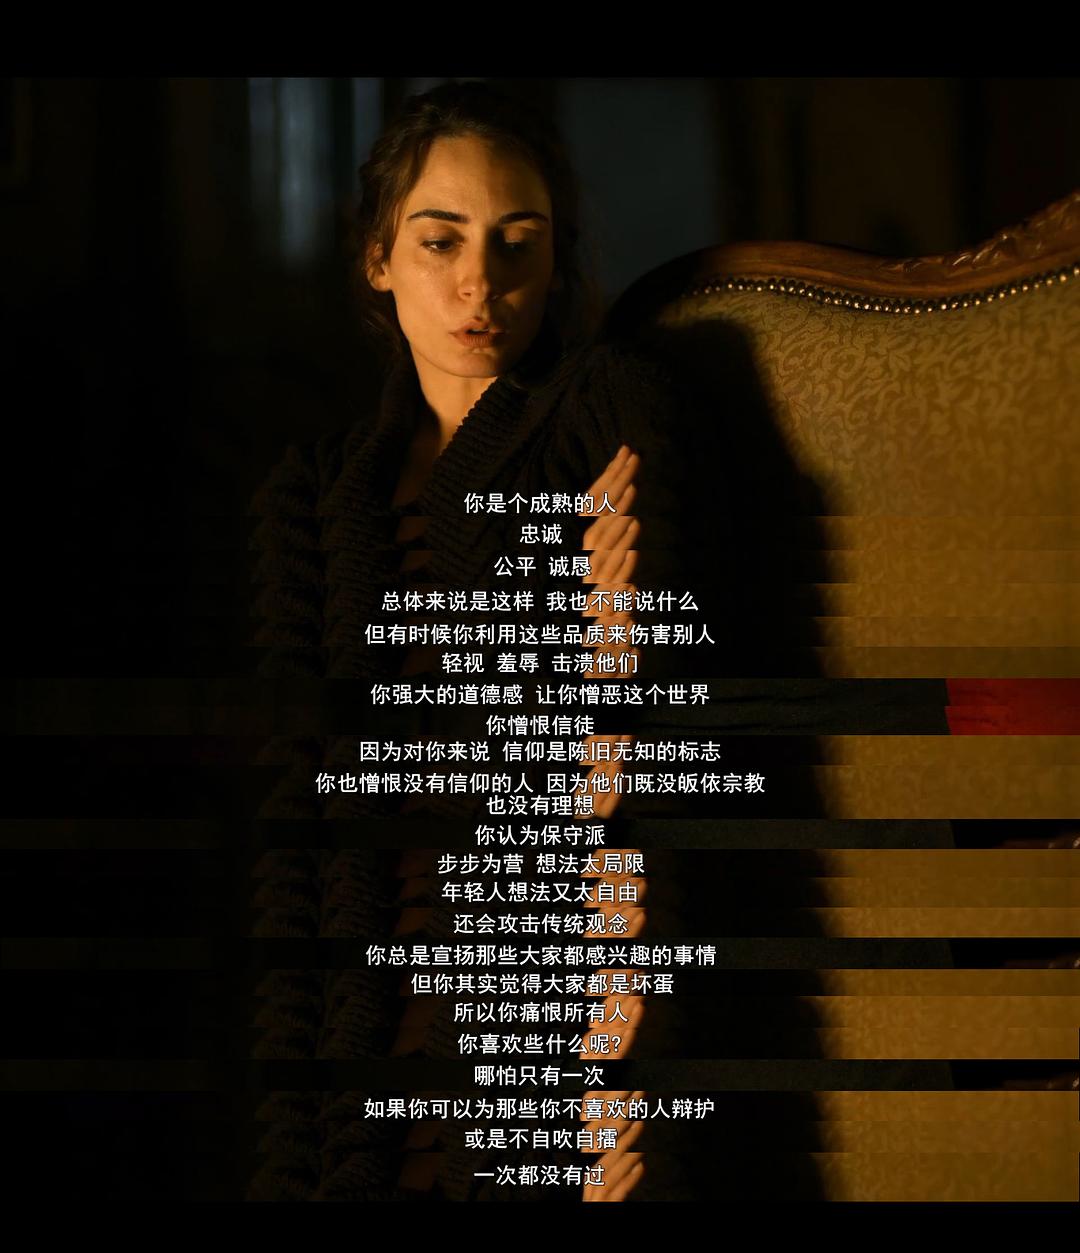 你是个成熟的人
忠诚
公平 诚恳
总体来说是这样 我也不能说什么
但有时候你利用这些品质来伤害别人
轻视 羞辱 击溃他们
你强大的道德感 让你憎恶这个世界
你憎恨信徒
因为对你来说 信仰是陈旧无知的标志
你也憎恨没有信仰的人 因为他们既没皈依宗教
也没有理想
你认为保守派
步步为营 想法太局限
年轻人想法又太自由
还会攻击传统观念
你总是宣扬那些大家都感兴趣的事情
但你其实觉得大家都是坏蛋
所以你痛恨所有人
你喜欢些什么呢?
哪怕只有一次
如果你可以为那些你不喜欢的人辩护
或是不自吹自擂
一次都没有过